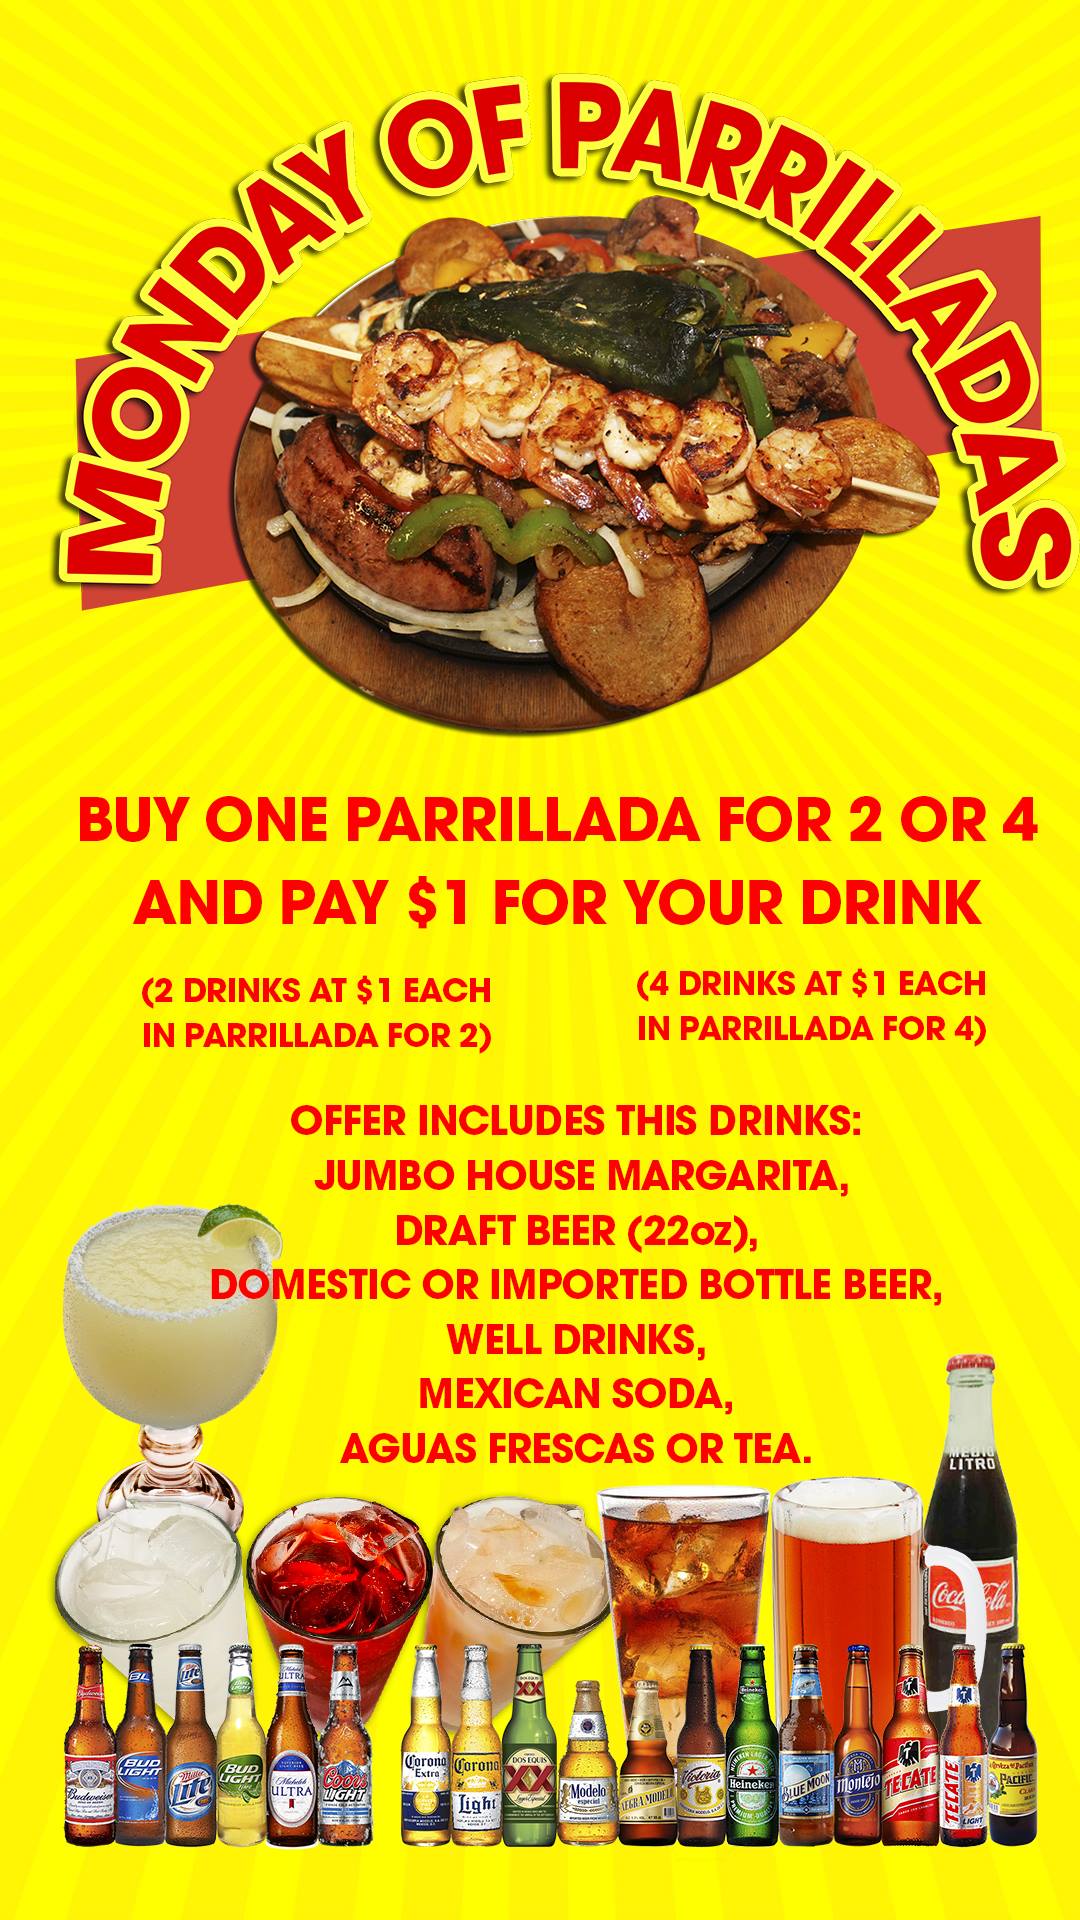 MONDAY OF PARRILLADAS
BUY ONE PARRILLADA FOR 2 OR 4
AND PAY $1 FOR YOUR DRINK
(2 DRINKS AT $1 EACH
IN PARRILLADA FOR 2)
(4 DRINKS AT $1 EACH
IN PARRILLADA FOR 4)
OFFER INCLUDES THIS DRINKS:
JUMBO HOUSE MARGARITA,
DRAFT BEER (22oz),
DOMESTIC OR IMPORTED BOTTLE BEER,
WELL DRINKS,
MEXICAN SODA,
AGUAS FRESCAS OR TEA.
MEDIO
LITRO
Coca-Cola
Budweiser
BUD
LIGHT
Miller
Lite
BUD
LIGHT
Lime
Michelob
ULTRA
Coors
LIGHT
Corona
Extra
Corona
Light
DOS EQUIS
XX
Modelo
especial
NEGRA MODELO
Victoria
Heineken
BLUE MOON
Montejo
TECATE
TECATE
LIGHT
PACIFICO